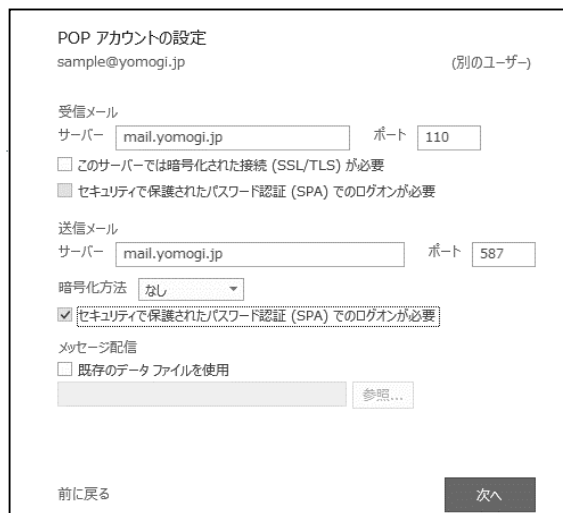 POP アカウントの設定
sample@yomogi.jp (別のユーザー)
受信メール
サーバー mail.yomogi.jp ポート 110
このサーバーでは暗号化された接続 (SSL/TLS) が必要
セキュリティで保護されたパスワード認証 (SPA) でのログオンが必要
送信メール
サーバー mail.yomogi.jp ポート 587
暗号化方法 なし
セキュリティで保護されたパスワード認証 (SPA) でのログオンが必要
メッセージ配信
既存のデータ ファイルを使用
参照...
前に戻る 次へ